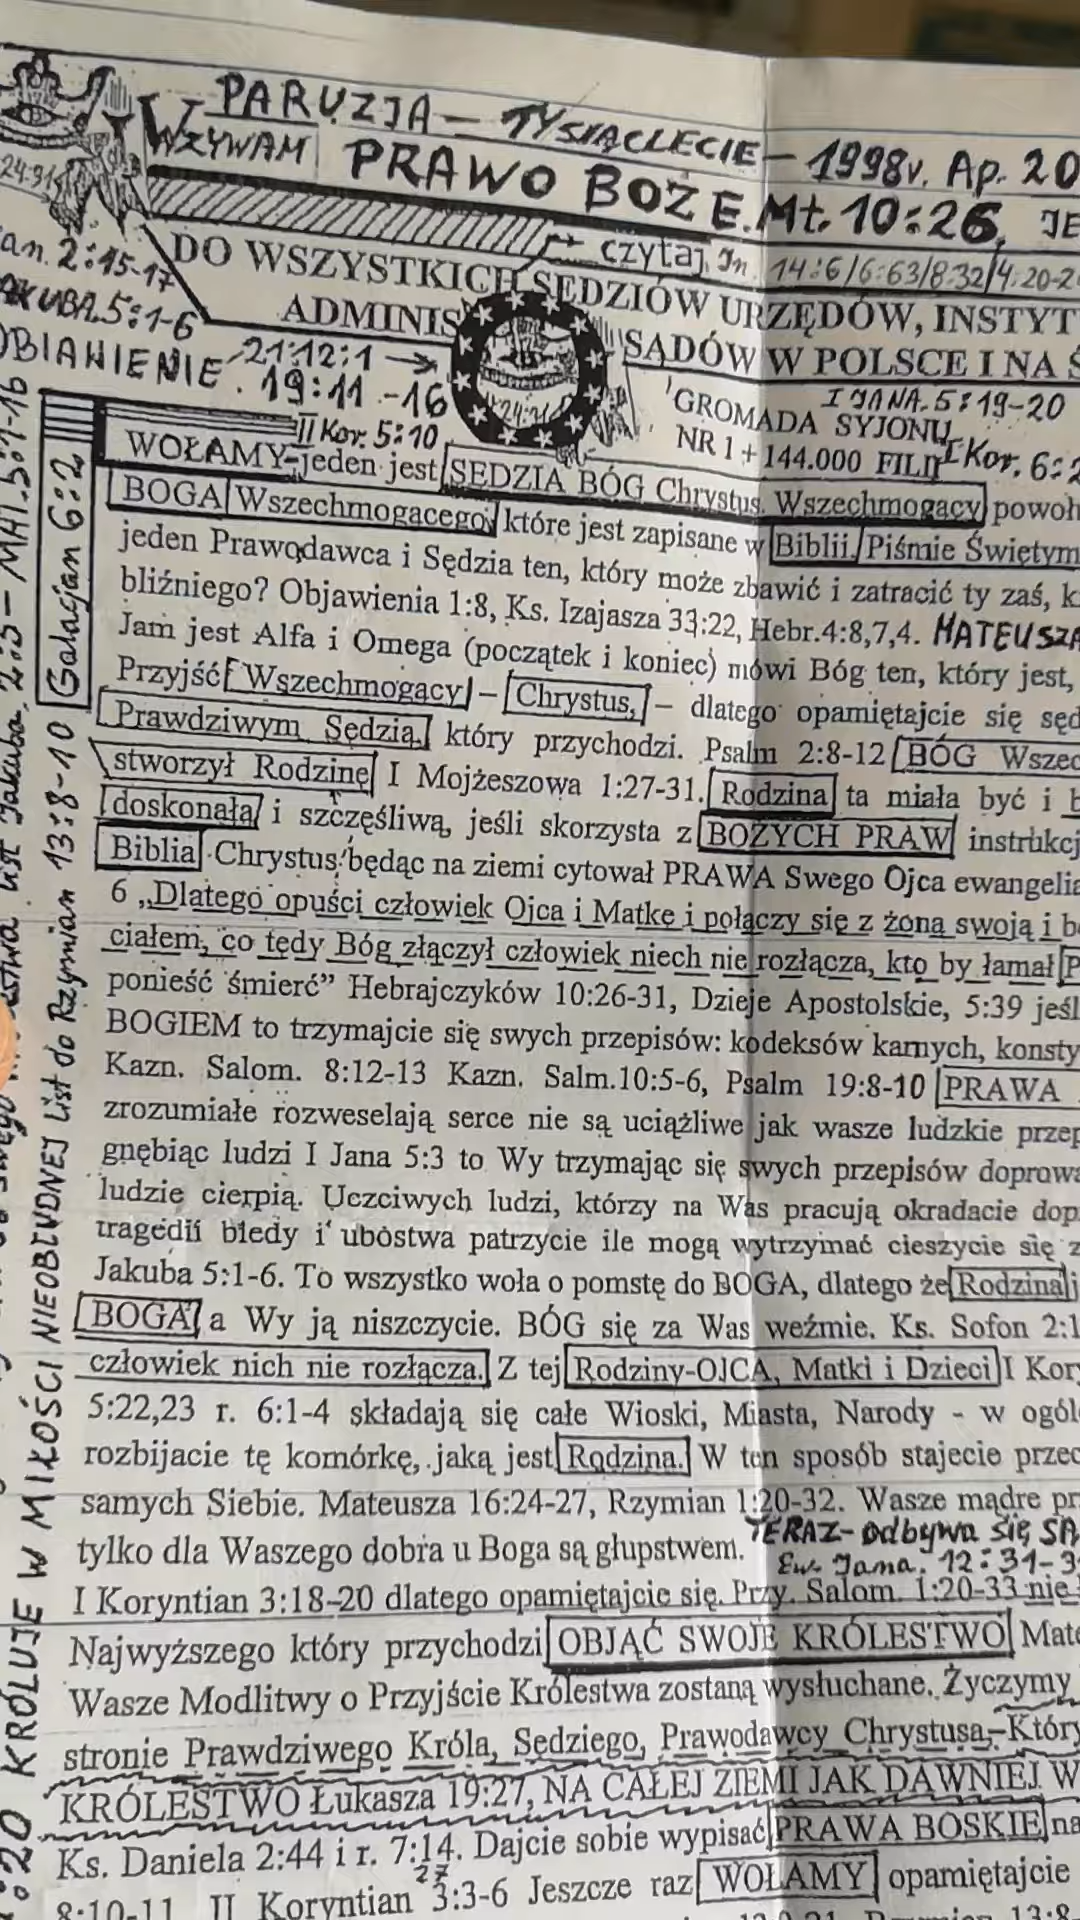 PARUZJA – TYSIĄCLECIE – 1998r. Ap. 20
WZYWAM PRAWO BOŻE. Mt. 10:26, JE
24:31
czytaj, Jn. 14:6/6:63/8:32/4:20-2
an. 2:15-17
DO WSZYSTKICH SĘDZIÓW URZĘDÓW, INSTYT
AKUBA. 5:1-6
ADMINIS SĄDÓW W POLSCE I NA Ś
OBJAWIENIE. 21:12:1
19:11-16
I JANA. 5:19-20
GROMADA SYJONU
NR 1 + 144.000 FILII
I Kor. 6:2
II Kor. 5:10
WOŁAMY-jeden jest SĘDZIA BÓG Chrystus Wszechmogący powoł
BOGA Wszechmogącego, które jest zapisane w Biblii, Piśmie Świętym
jeden Prawodawca i Sędzia ten, który może zbawić i zatracić ty zaś, k
bliźniego? Objawienia 1:8, Ks. Izajasza 33:22, Hebr.4:8,7,4. MATEUSZA
Jam jest Alfa i Omega (początek i koniec) mówi Bóg ten, który jest,
Przyjść Wszechmogący – Chrystus, – dlatego opamiętajcie się sęd
Prawdziwym Sędzią, który przychodzi. Psalm 2:8-12 BÓG Wszec
stworzył Rodzinę I Mojżeszowa 1:27-31. Rodzina ta miała być i b
doskonałą i szczęśliwą, jeśli skorzysta z BOŻYCH PRAW instrukcj
Biblia Chrystus będąc na ziemi cytował PRAWA Swego Ojca ewangelia
6 „Dlatego opuści człowiek Ojca i Matkę i połączy się z żoną swoją i b
ciałem, co tedy Bóg złączył człowiek niech nie rozłącza, kto by łamał P
ponieść śmierć” Hebrajczyków 10:26-31, Dzieje Apostolskie, 5:39 jeśl
BOGIEM to trzymajcie się swych przepisów: kodeksów karnych, konsty
Kazn. Salom. 8:12-13 Kazn. Salm.10:5-6, Psalm 19:8-10 PRAWA
zrozumiałe rozweselają serce nie są uciążliwe jak wasze ludzkie przep
gnębiąc ludzi I Jana 5:3 to Wy trzymając się swych przepisów doprowa
ludzie cierpią. Uczciwych ludzi, którzy na Was pracują okradacie dop
tragedii biedy i ubóstwa patrzycie ile mogą wytrzymać cieszycie się z
Jakuba 5:1-6. To wszystko woła o pomstę do BOGA, dlatego że Rodzina j
BOGA a Wy ją niszczycie. BÓG się za Was weźmie. Ks. Sofon 2:1
człowiek nich nie rozłącza. Z tej Rodziny-OJCA, Matki i Dzieci I Kor
5:22,23 r. 6:1-4 składają się całe Wioski, Miasta, Narody - w ogól
rozbijacie tę komórkę, jaką jest Rodzina. W ten sposób stajecie przec
samych Siebie. Mateusza 16:24-27, Rzymian 1:20-32. Wasze mądre pr
TERAZ- odbywa się SĄ
tylko dla Waszego dobra u Boga są głupstwem.
Ew. Jana. 12:31-3
I Koryntian 3:18-20 dlatego opamiętajcie się. Przy. Salom. 1:20-33 nie
Najwyższego który przychodzi OBJĄĆ SWOJE KRÓLESTWO Mate
Wasze Modlitwy o Przyjście Królestwa zostaną wysłuchane. Życzymy
stronie Prawdziwego Króla, Sędziego, Prawodawcy Chrystusa,-Któr
KRÓLESTWO Łukasza 19:27, NA CAŁEJ ZIEMI JAK DAWNIEJ W
Ks. Daniela 2:44 i r. 7:14. Dajcie sobie wypisać PRAWA BOSKIE na
27
8:10-11 II Koryntian 3:3-6 Jeszcze raz WOŁAMY opamiętajcie
13:8-
Galacjan 6:2
KRÓLUJE W MIŁOŚCI NIEOBŁUDNEJ list do Rzymian 13:8-10
list Jakuba, 2:5 – MAT. 5:1-16